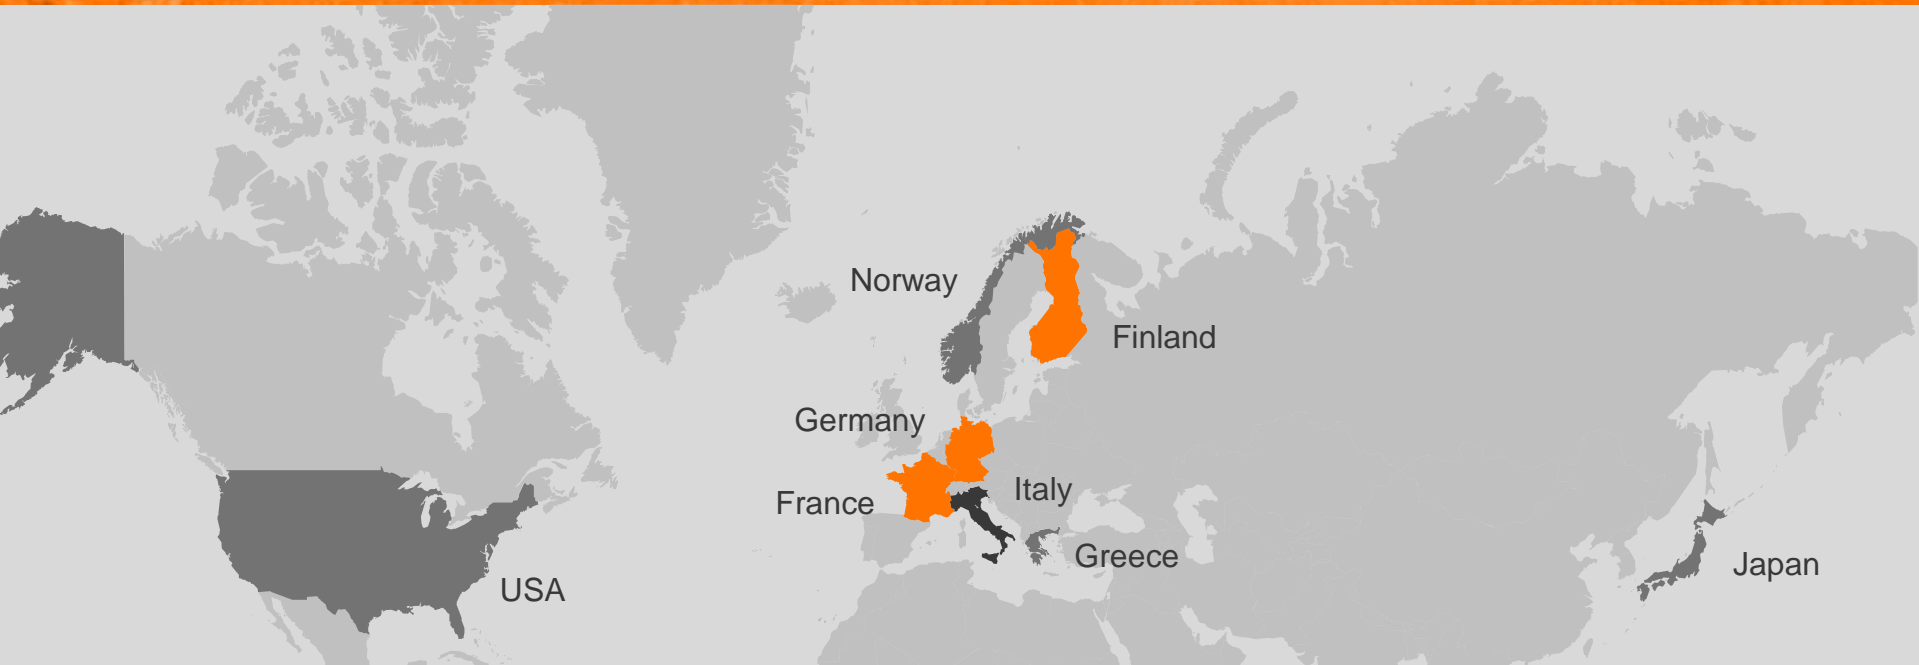 Norway
Finland
Germany
Italy
France
Greece
Japan
USA